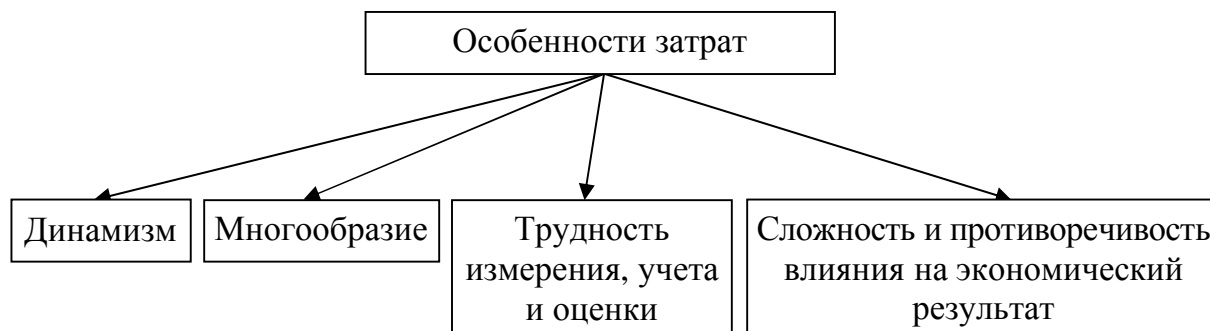 Особенности затрат
Динамизм
Многообразие
Трудность
измерения, учета
и оценки
Сложность и противоречивость
влияния на экономический
результат